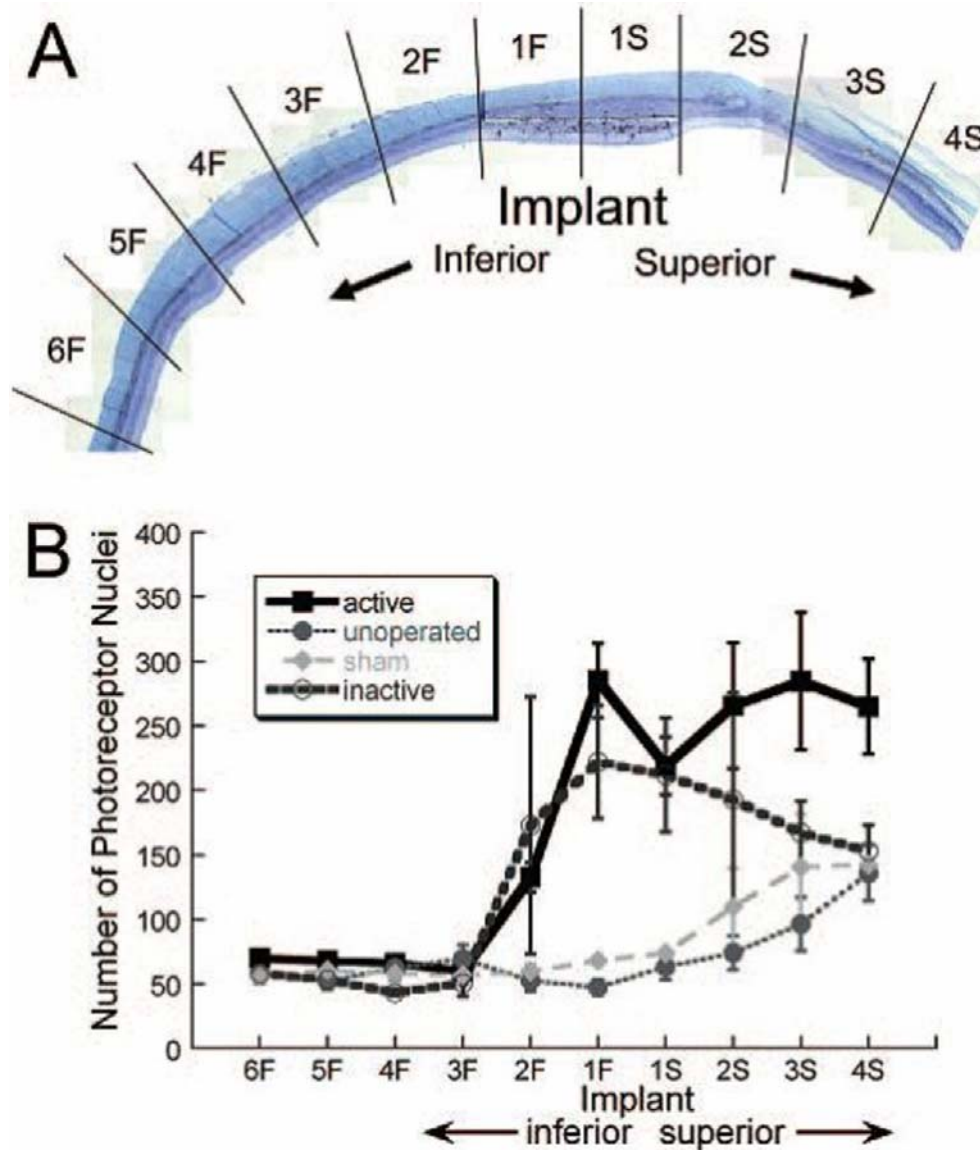 A
6F
5F
4F
3F
2F
1F
1S
2S
3S
4S
Implant
Inferior Superior
B
Number of Photoreceptor Nuclei
400
350
300
250
200
150
100
50
0
active
unoperated
sham
inactive
6F 5F 4F 3F 2F 1F 1S 2S 3S 4S
Implant
inferior superior